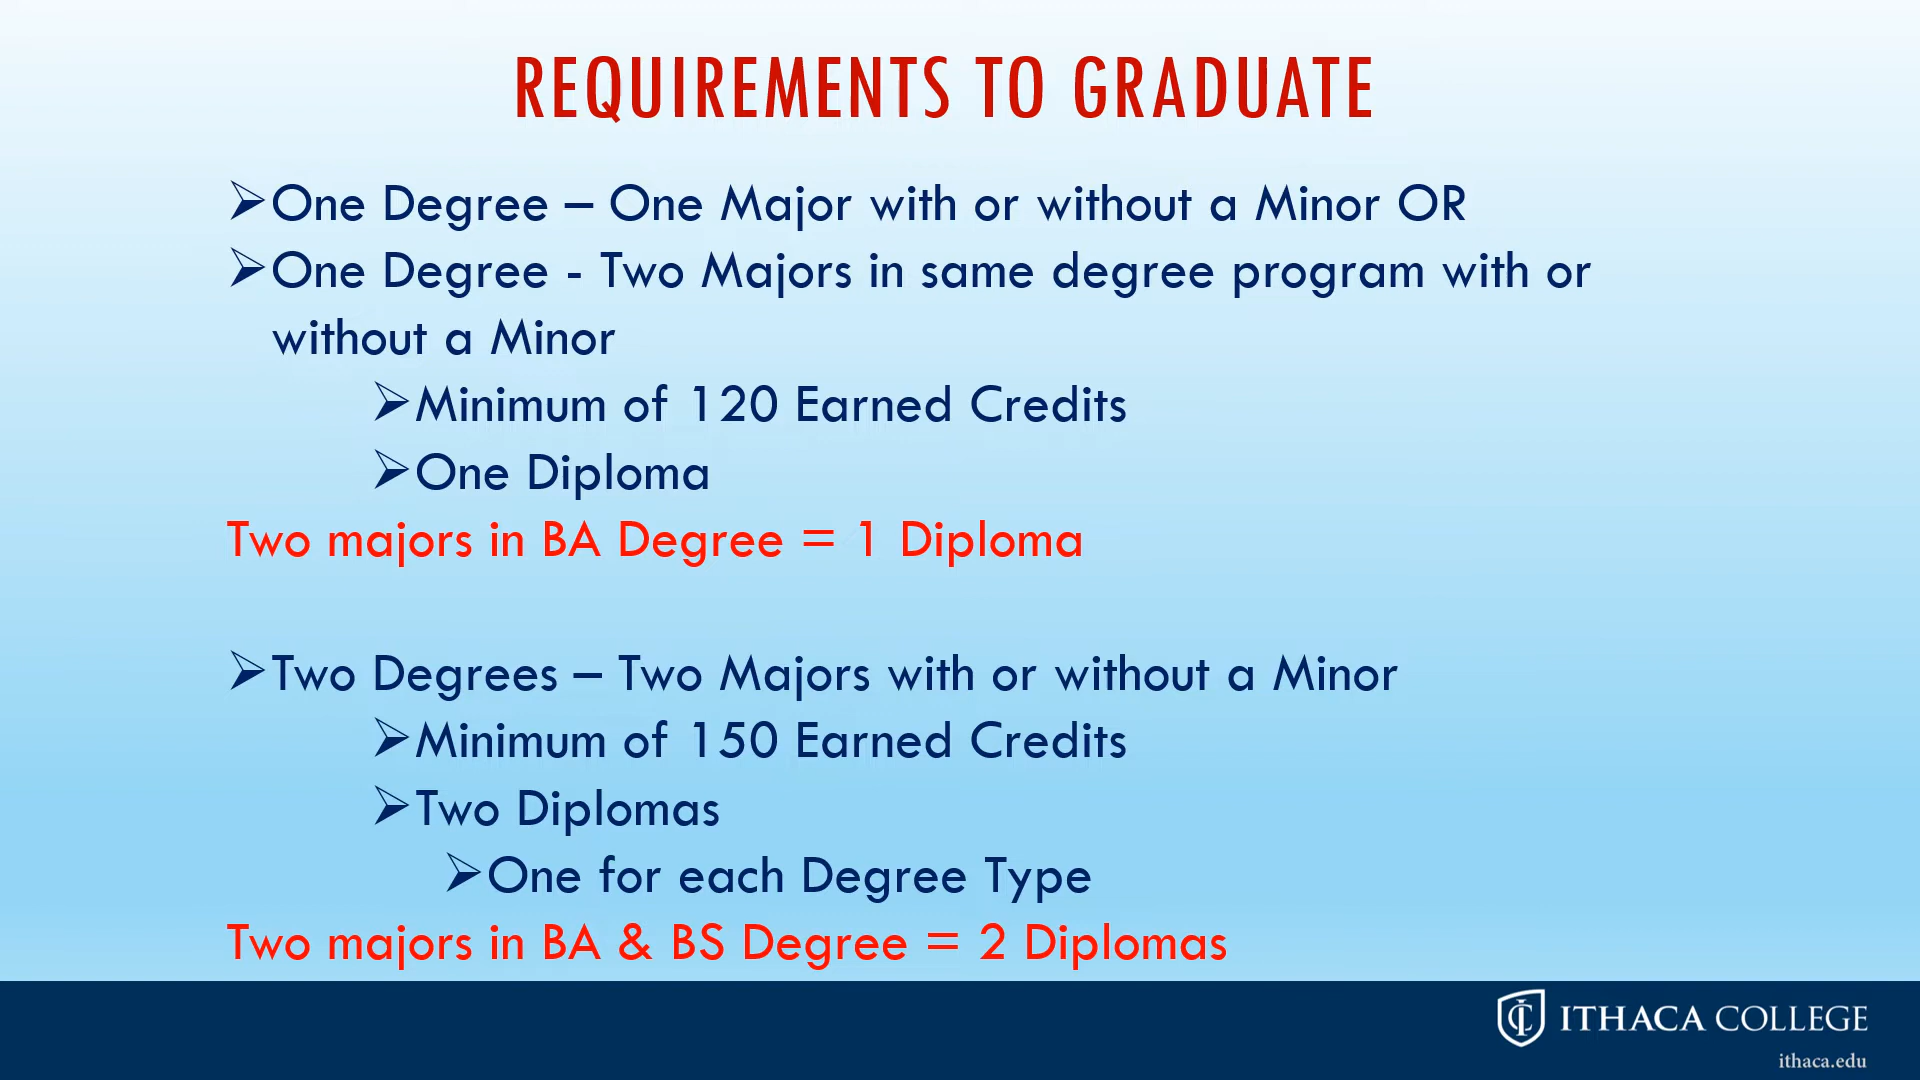 REQUIREMENTS TO GRADUATE
➢One Degree – One Major with or without a Minor OR
➢One Degree - Two Majors in same degree program with or
without a Minor
➢Minimum of 120 Earned Credits
➢One Diploma
Two majors in BA Degree = 1 Diploma
➢Two Degrees – Two Majors with or without a Minor
➢Minimum of 150 Earned Credits
➢Two Diplomas
➢One for each Degree Type
Two majors in BA & BS Degree = 2 Diplomas
IC ITHACA COLLEGE
ithaca.edu